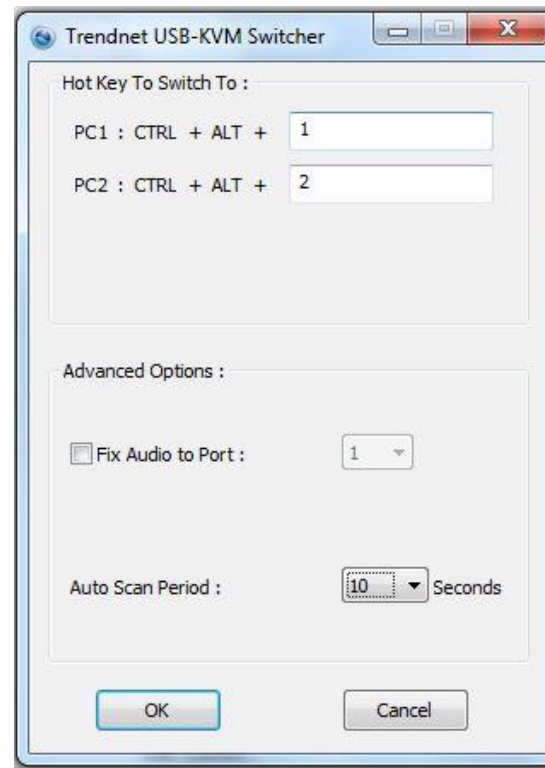 Trendnet USB-KVM Switcher
Hot Key To Switch To :
PC1 : CTRL + ALT + 1
PC2 : CTRL + ALT + 2
Advanced Options :
Fix Audio to Port : 1
Auto Scan Period : 10 Seconds
OK Cancel